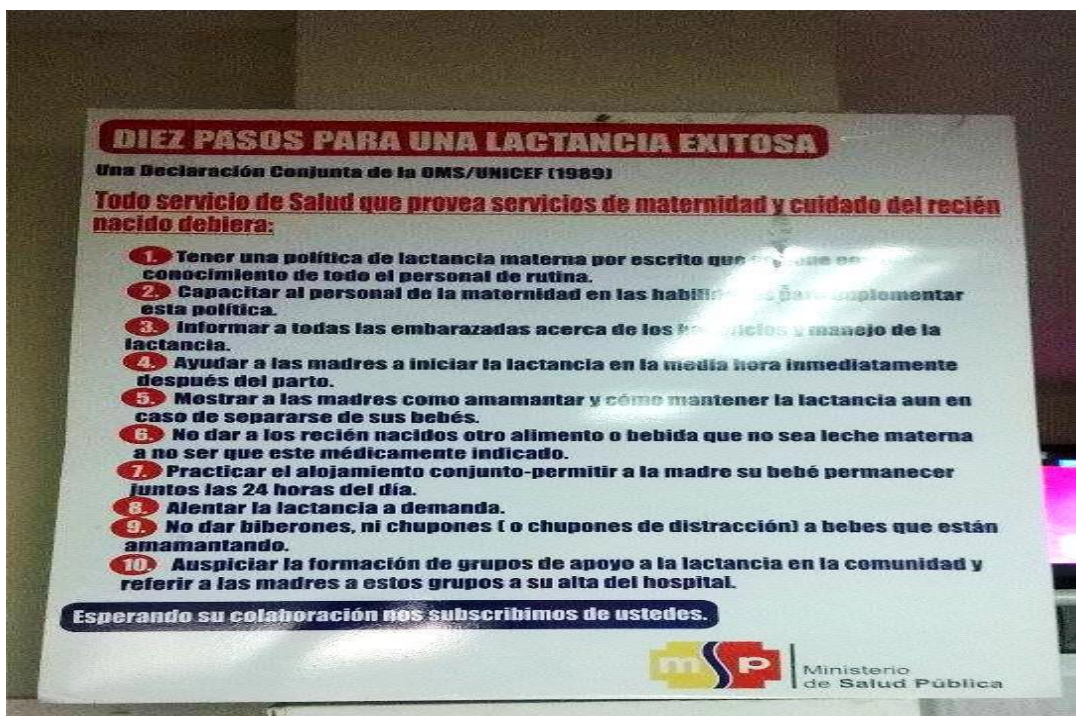 DIEZ PASOS PARA UNA LACTANCIA EXITOSA
Una Declaración Conjunta de la OMS/UNICEF (1989)
Todo servicio de Salud que provea servicios de maternidad y cuidado del recién
nacido debiera:
1. Tener una política de lactancia materna por escrito que
conocimiento de todo el personal de rutina.
2. Capacitar al personal de la maternidad en las para
esta política.
3. Informar a todas las embarazadas acerca de los y manejo de la
lactancia.
4. Ayudar a las madres a iniciar la lactancia en la media hora inmediatamente
después del parto.
5. Mostrar a las madres como amamantar y cómo mantener la lactancia aun en
caso de separarse de sus bebés.
6. No dar a los recién nacidos otro alimento o bebida que no sea leche materna
a no ser que este médicamente indicado.
7. Practicar el alojamiento conjunto-permitir a la madre su bebé permanecer
juntos las 24 horas del día.
8. Alentar la lactancia a demanda.
9. No dar biberones, ni chupones ( o chupones de distracción) a bebes que están
amamantando.
10. Auspiciar la formación de grupos de apoyo a la lactancia en la comunidad y
referir a las madres a estos grupos a su alta del hospital.
Esperando su colaboración nos subscribimos de ustedes.
msp
Ministerio
de Salud Pública